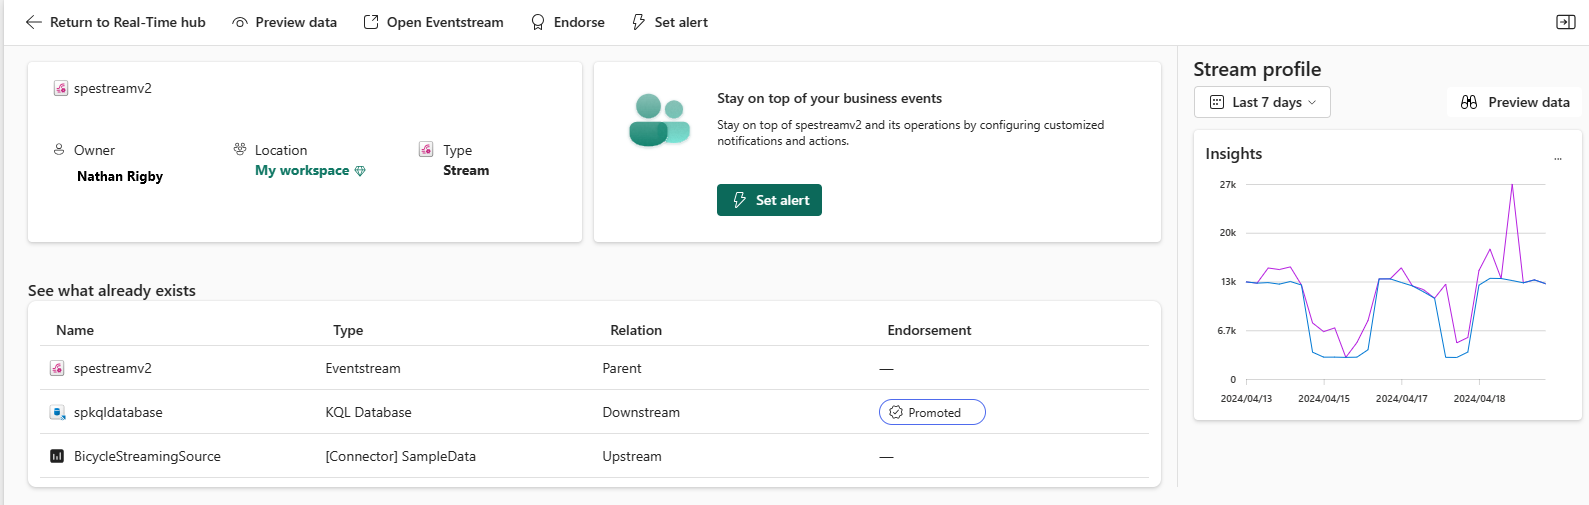 Return to Real-Time hub Preview data Open Eventstream Endorse Set alert
spestreamv2
Owner Location Type
Nathan Rigby My workspace Stream
Stay on top of your business events
Stay on top of spestreamv2 and its operations by configuring customized
notifications and actions.
Set alert
See what already exists
Name Type Relation Endorsement
spestreamv2 Eventstream Parent —
spkqldatabase KQL Database Downstream Promoted
BicycleStreamingSource [Connector] SampleData Upstream —
Stream profile
Last 7 days Preview data
Insights ...
27k
20k
13k
6.7k
0
2024/04/13 2024/04/15 2024/04/17 2024/04/18